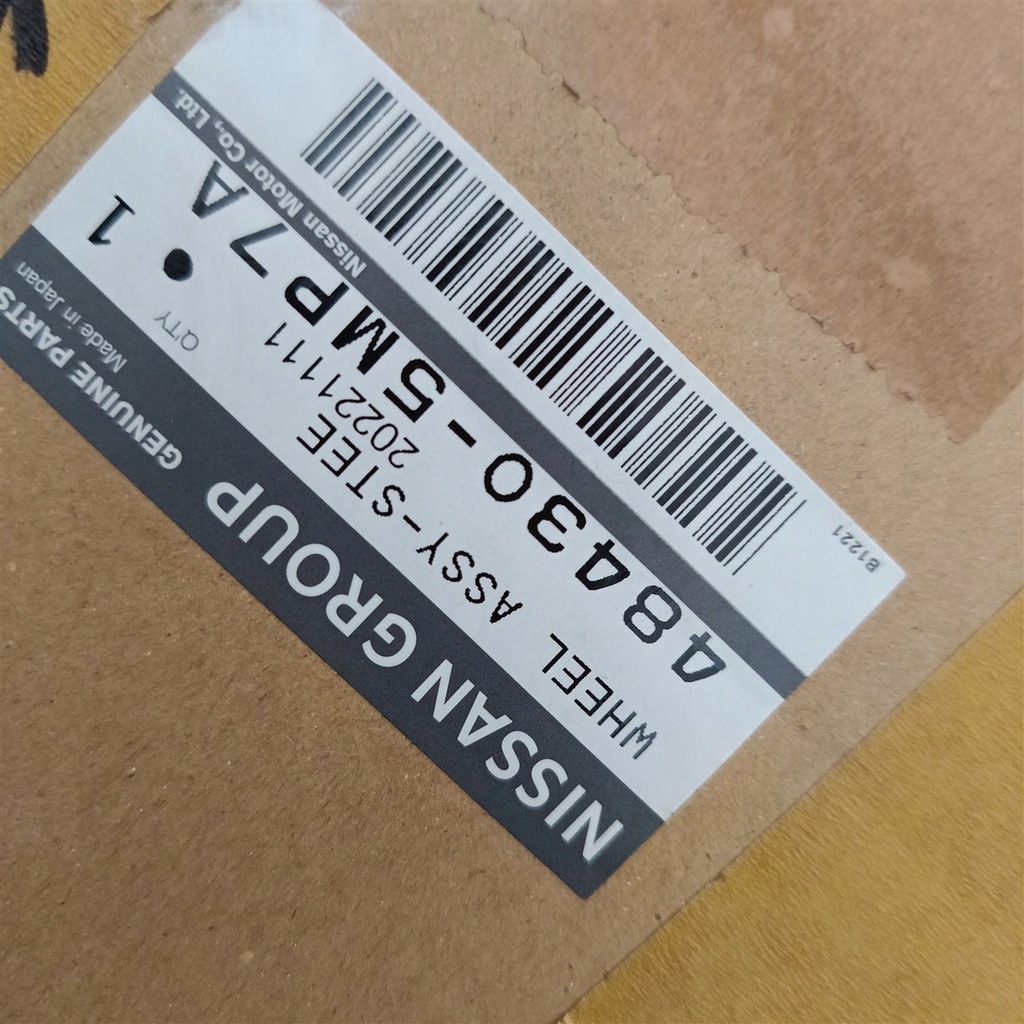 NISSAN GROUP GENUINE PARTS
Made in Japan
WHEEL ASSY-STEE Q'TY
20221111 1
48430-5MP7A
Nissan Motor Co., Ltd.
B1221